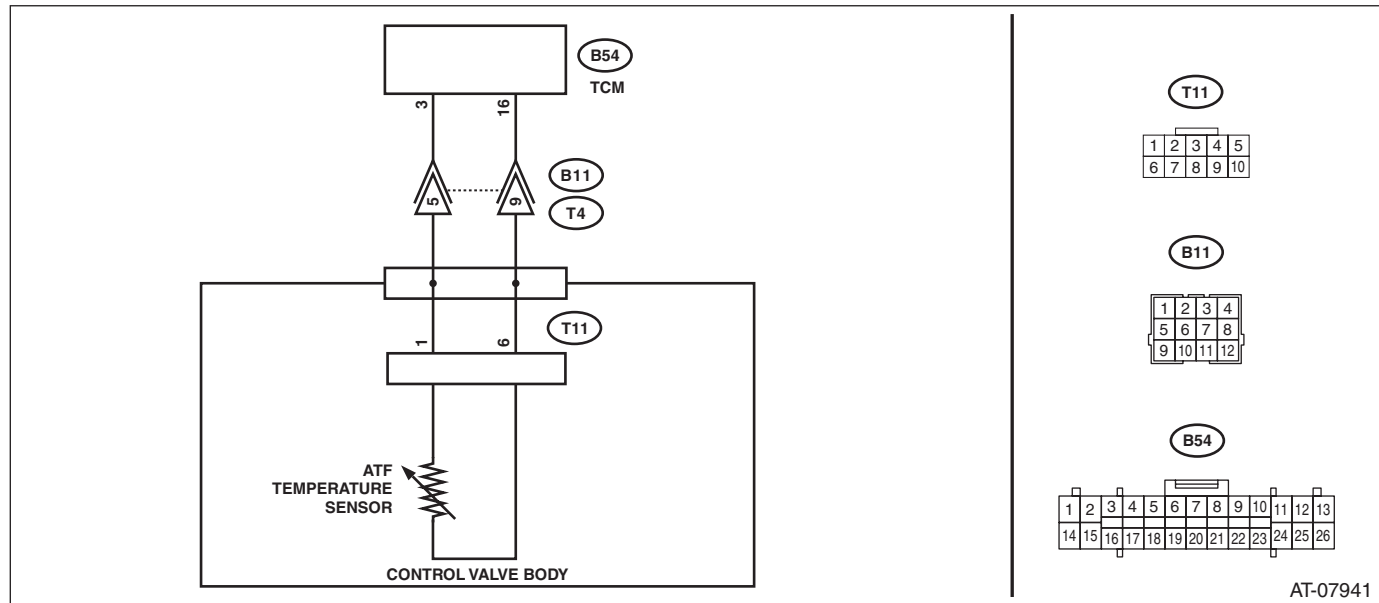 B54
TCM
3 16
B11
5 9
T4
T11
1 6
ATF
TEMPERATURE
SENSOR
CONTROL VALVE BODY
T11
1 2 3 4 5
6 7 8 9 10
B11
1 2 3 4
5 6 7 8
9 10 11 12
B54
1 2 3 4 5 6 7 8 9 10 11 12 13
14 15 16 17 18 19 20 21 22 23 24 25 26
AT-07941